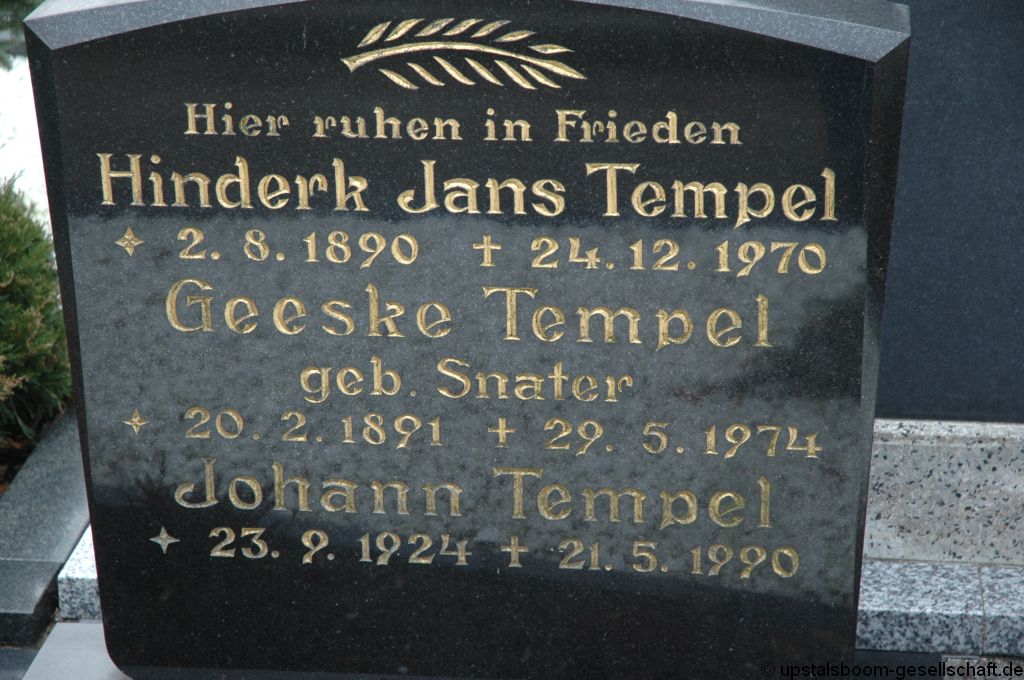 Hier ruhen in Frieden
Hinderk Jans Tempel
✧ 2. 8. 1890 ✝ 24. 12. 1970
Geeske Tempel
geb. Snater
✧ 20. 2. 1891 ✝ 29. 5. 1974
Johann Tempel
✧ 23. 9. 1924 ✝ 21. 5. 1990
© upstalsboom-gesellschaft.de